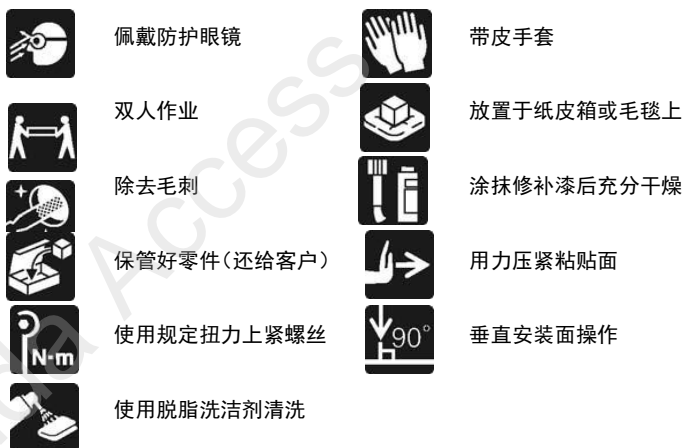 佩戴防护眼镜
带皮手套
双人作业
放置于纸皮箱或毛毯上
除去毛刺
涂抹修补漆后充分干燥
保管好零件(还给客户)
用力压紧粘贴面
N-m
使用规定扭力上紧螺丝
90°
垂直安装面操作
使用脱脂洗洁剂清洗
da Access